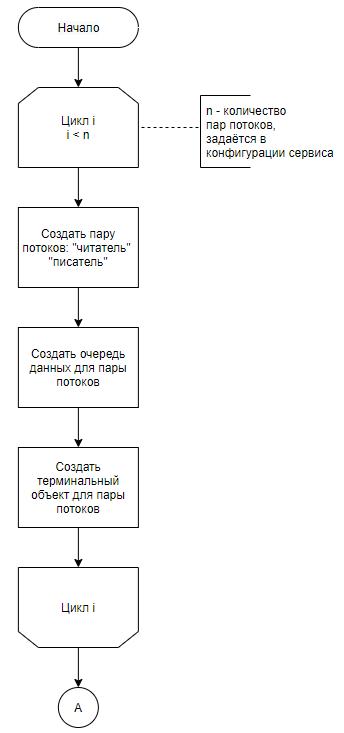 Начало
Цикл i
i < n
n - количество
пар потоков,
задаётся в
конфигурации сервиса
Создать пару
потоков: "читатель"
"писатель"
Создать очередь
данных для пары
потоков
Создать
терминальный
объект для пары
потоков
Цикл i
A